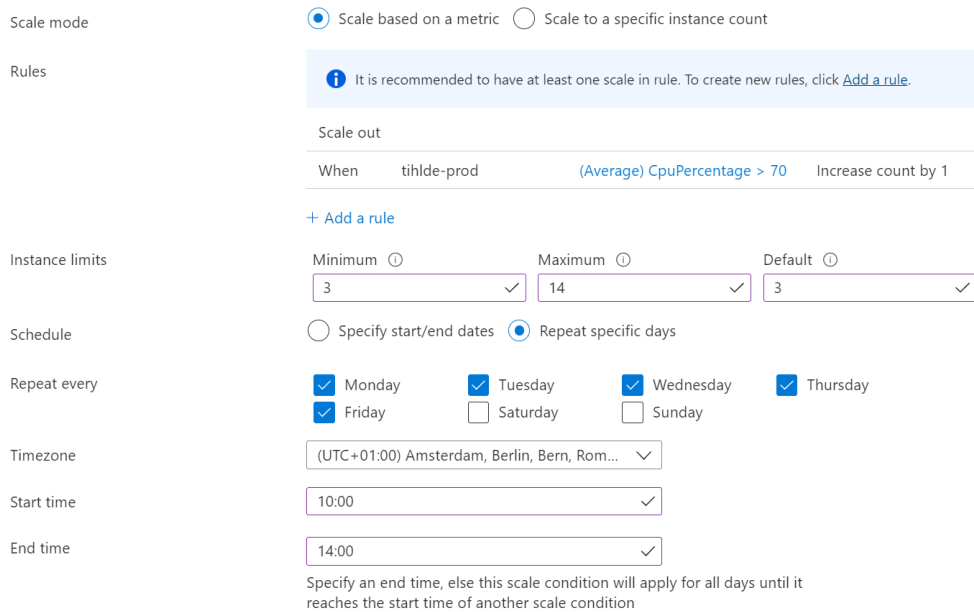 Scale mode Scale based on a metric Scale to a specific instance count
Rules It is recommended to have at least one scale in rule. To create new rules, click Add a rule.
Scale out
When tihlde-prod (Average) CpuPercentage > 70 Increase count by 1
+ Add a rule
Instance limits Minimum Maximum Default
3 14 3
Schedule Specify start/end dates Repeat specific days
Repeat every Monday Tuesday Wednesday Thursday
Friday Saturday Sunday
Timezone (UTC+01:00) Amsterdam, Berlin, Bern, Rom...
Start time 10:00
End time 14:00
Specify an end time, else this scale condition will apply for all days until it
reaches the start time of another scale condition